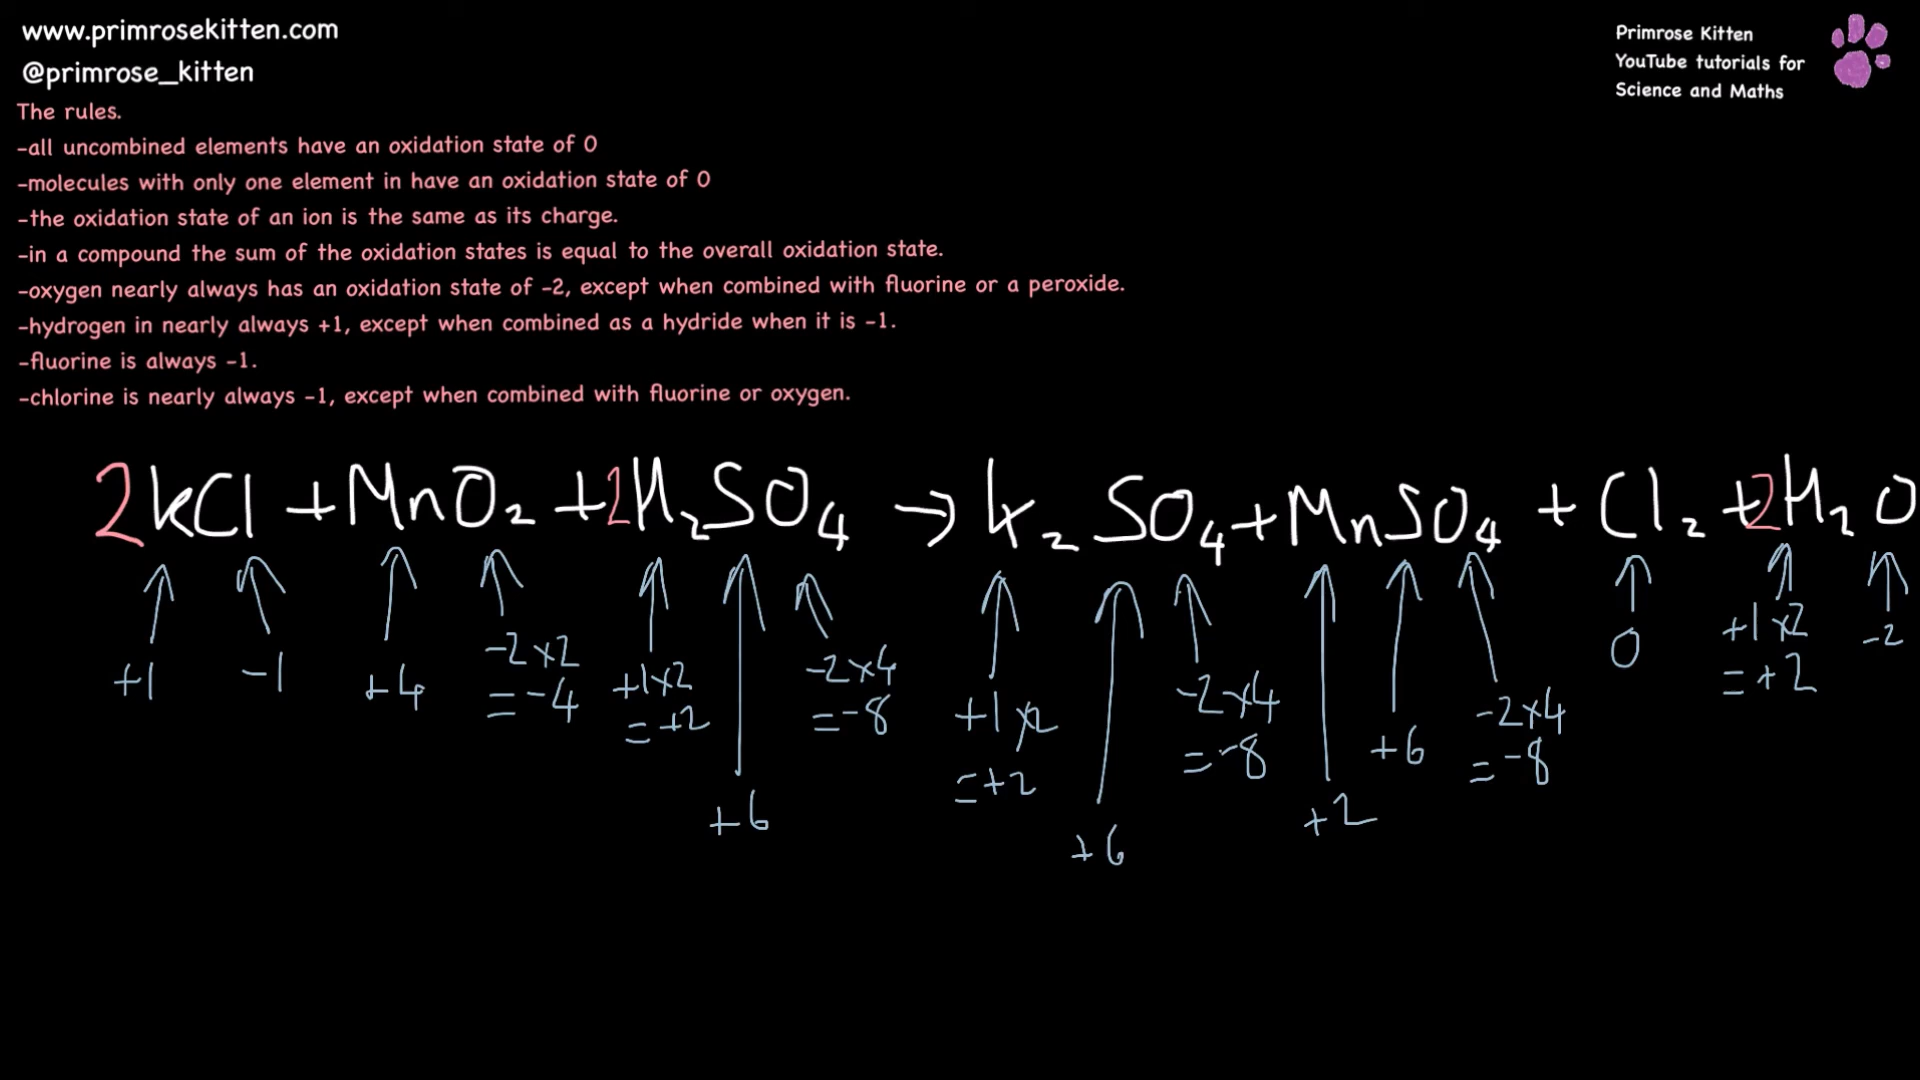 www.primrosekitten.com
@primrose_kitten
Primrose Kitten
YouTube tutorials for
Science and Maths
The rules.
-all uncombined elements have an oxidation state of 0
-molecules with only one element in have an oxidation state of 0
-the oxidation state of an ion is the same as its charge.
-in a compound the sum of the oxidation states is equal to the overall oxidation state.
-oxygen nearly always has an oxidation state of -2, except when combined with fluorine or a peroxide.
-hydrogen in nearly always +1, except when combined as a hydride when it is -1.
-fluorine is always -1.
-chlorine is nearly always -1, except when combined with fluorine or oxygen.
2KCl + MnO₂ + 2H₂SO₄ → K₂SO₄ + MnSO₄ + Cl₂ + 2H₂O
+1
-1
+4
-2x2
= -4
+1x2
= +2
+6
-2x4
= -8
+1x2
= +2
+6
-2x4
= -8
+2
+6
-2x4
= -8
0
+1x2
= +2
-2